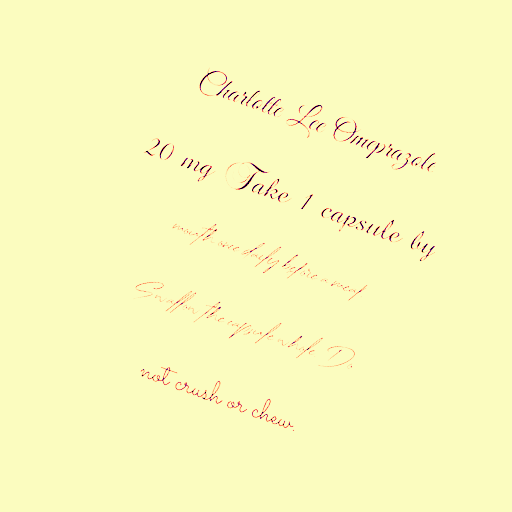 Charlotte Lee Omeprazole
20 mg Take 1 capsule by
mouth once daily before a meal
Swallow the capsule whole. Do
not crush or chew.